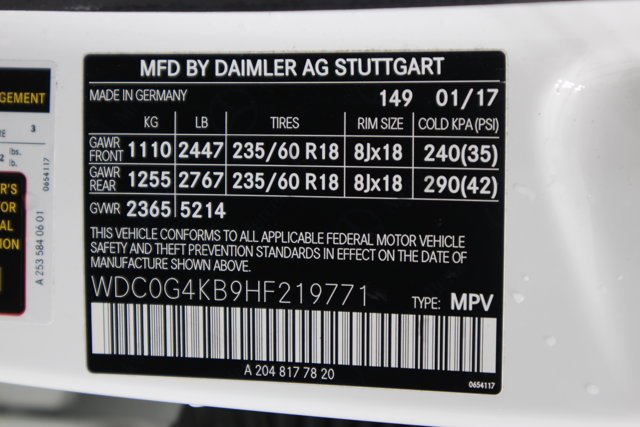 MFD BY DAIMLER AG STUTTGART
MADE IN GERMANY 149 01/17
KG LB TIRES RIM SIZE COLD KPA(PSI)
GAWR FRONT 1110 2447 235/60 R18 8Jx18 240(35)
GAWR REAR 1255 2767 235/60 R18 8Jx18 290(42)
GVWR 2365 5214
THIS VEHICLE CONFORMS TO ALL APPLICABLE FEDERAL MOTOR VEHICLE
SAFETY AND THEFT PREVENTION STANDARDS IN EFFECT ON THE DATE
OF MANUFACTURE SHOWN ABOVE.
WDC0G4KB9HF219771 TYPE: MPV
A 204 817 78 20
0654117
3
lbs.
lb.
0654117
A 253 584 06 01